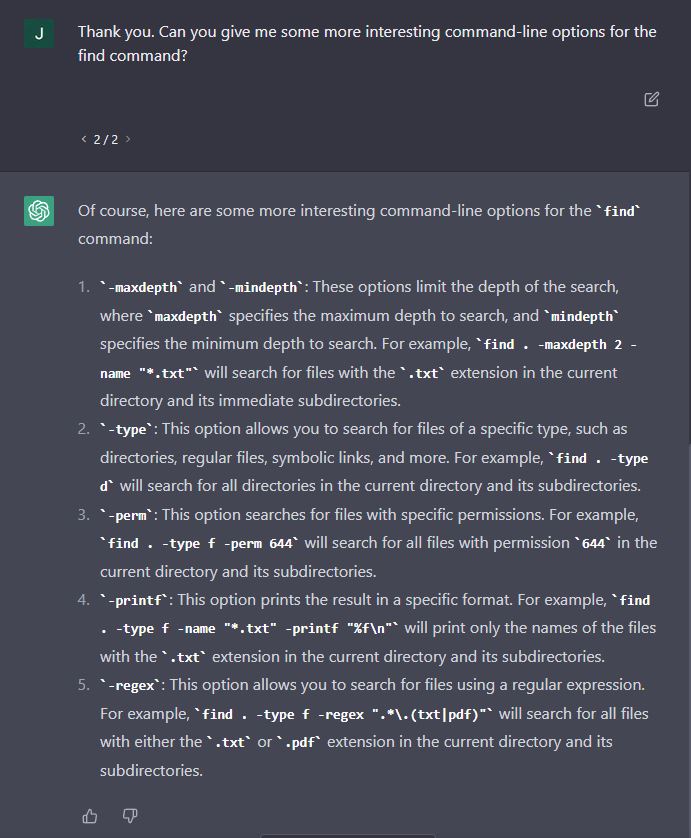 J
Thank you. Can you give me some more interesting command-line options for the
find command?
< 2 / 2 >
Of course, here are some more interesting command-line options for the `find`
command:
1. `-maxdepth` and `-mindepth`: These options limit the depth of the search,
where `maxdepth` specifies the maximum depth to search, and `mindepth`
specifies the minimum depth to search. For example, `find . -maxdepth 2 -
name "*.txt"` will search for files with the `.txt` extension in the current
directory and its immediate subdirectories.
2. `-type`: This option allows you to search for files of a specific type, such as
directories, regular files, symbolic links, and more. For example, `find . -type
d` will search for all directories in the current directory and its subdirectories.
3. `-perm`: This option searches for files with specific permissions. For example,
`find . -type f -perm 644` will search for all files with permission `644` in the
current directory and its subdirectories.
4. `-printf`: This option prints the result in a specific format. For example, `find
. -type f -name "*.txt" -printf "%f\n"` will print only the names of the files
with the `.txt` extension in the current directory and its subdirectories.
5. `-regex`: This option allows you to search for files using a regular expression.
For example, `find . -type f -regex ".*\.(txt|pdf)"` will search for all files
with either the `.txt` or `.pdf` extension in the current directory and its
subdirectories.